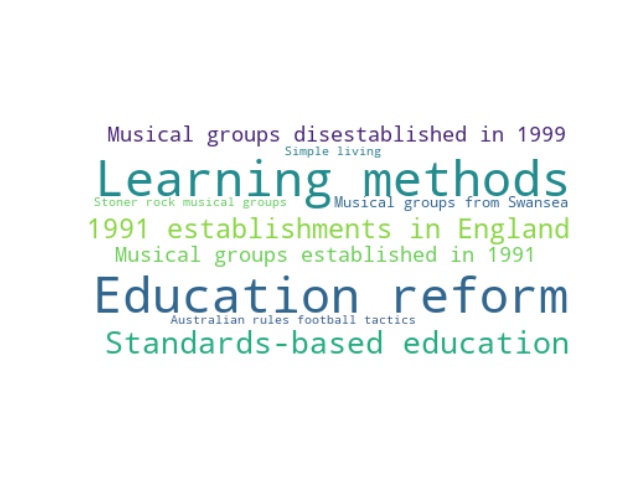 Musical groups disestablished in 1999
Simple living
Learning methods
Stoner rock musical groups
Musical groups from Swansea
1991 establishments in England
Musical groups established in 1991
Education reform
Australian rules football tactics
Standards-based education